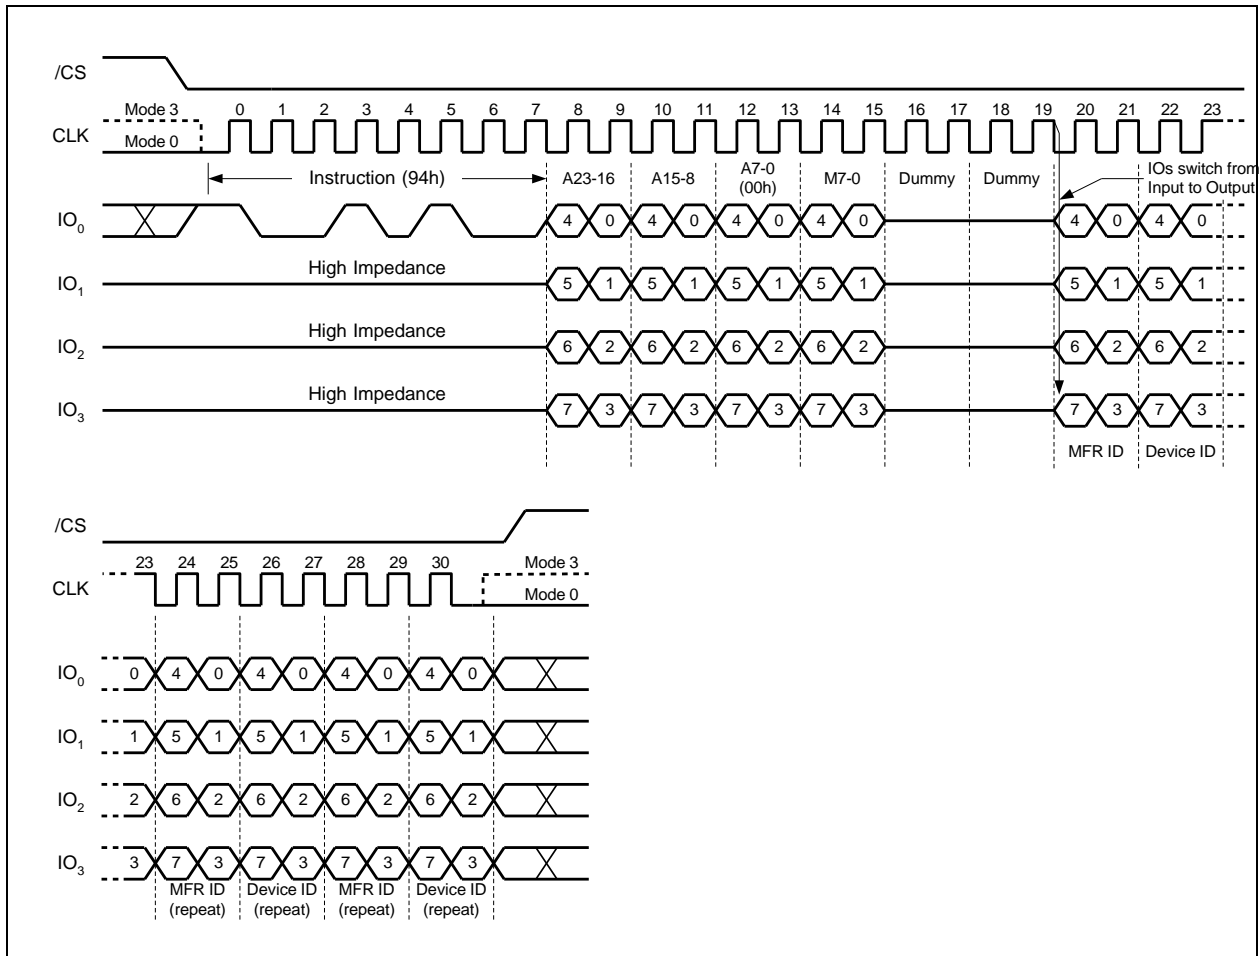 /CS
Mode 3 0 1 2 3 4 5 6 7 8 9 10 11 12 13 14 15 16 17 18 19 20 21 22 23
CLK
Mode 0
Instruction (94h) A23-16 A15-8 A7-0 (00h) M7-0 Dummy Dummy IOs switch from Input to Output
IO0 4 0 4 0 4 0 4 0 4 0 4 0
High Impedance
IO1 5 1 5 1 5 1 5 1 5 1 5 1
High Impedance
IO2 6 2 6 2 6 2 6 2 6 2 6 2
High Impedance
IO3 7 3 7 3 7 3 7 3 7 3 7 3
MFR ID Device ID
/CS
23 24 25 26 27 28 29 30 Mode 3
CLK
Mode 0
IO0 0 4 0 4 0 4 0 4 0
IO1 1 5 1 5 1 5 1 5 1
IO2 2 6 2 6 2 6 2 6 2
IO3 3 7 3 7 3 7 3 7 3
MFR ID Device ID MFR ID Device ID
(repeat) (repeat) (repeat) (repeat)